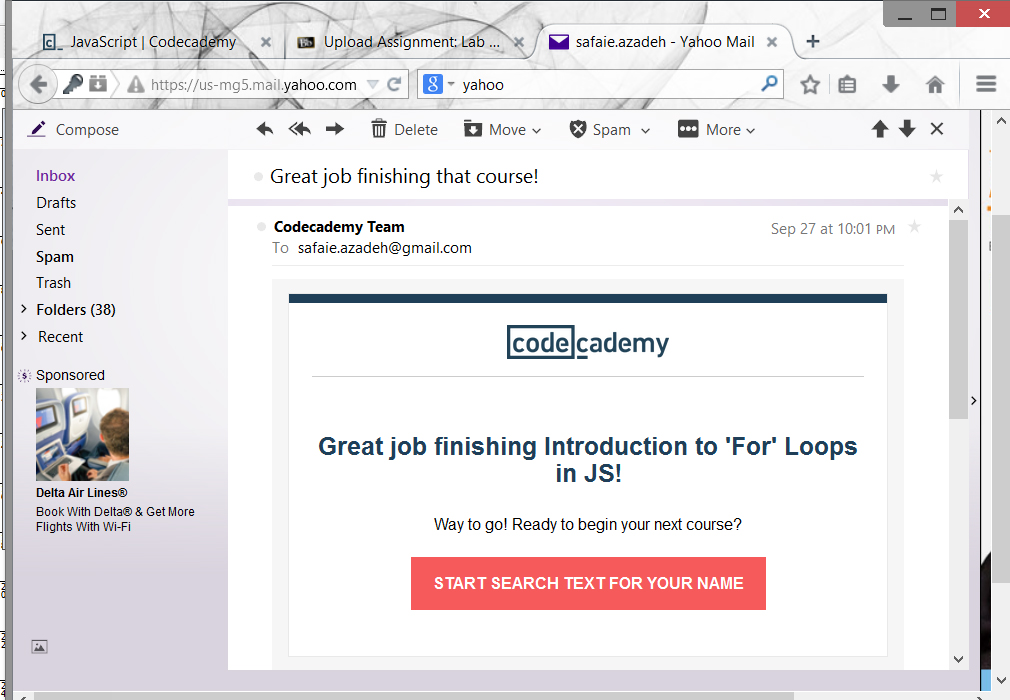 JavaScript | Codecademy
Upload Assignment: Lab ...
safaie.azadeh - Yahoo Mail
https://us-mg5.mail.yahoo.com
8
yahoo
Compose
Delete
Move
Spam
More
Inbox
Drafts
Sent
Spam
Trash
Folders (38)
Recent
Sponsored
Delta Air Lines®
Book With Delta® & Get More
Flights With Wi-Fi
Great job finishing that course!
Codecademy Team
Sep 27 at 10:01 PM
To safaie.azadeh@gmail.com
codecademy
Great job finishing Introduction to 'For' Loops
in JS!
Way to go! Ready to begin your next course?
START SEARCH TEXT FOR YOUR NAME